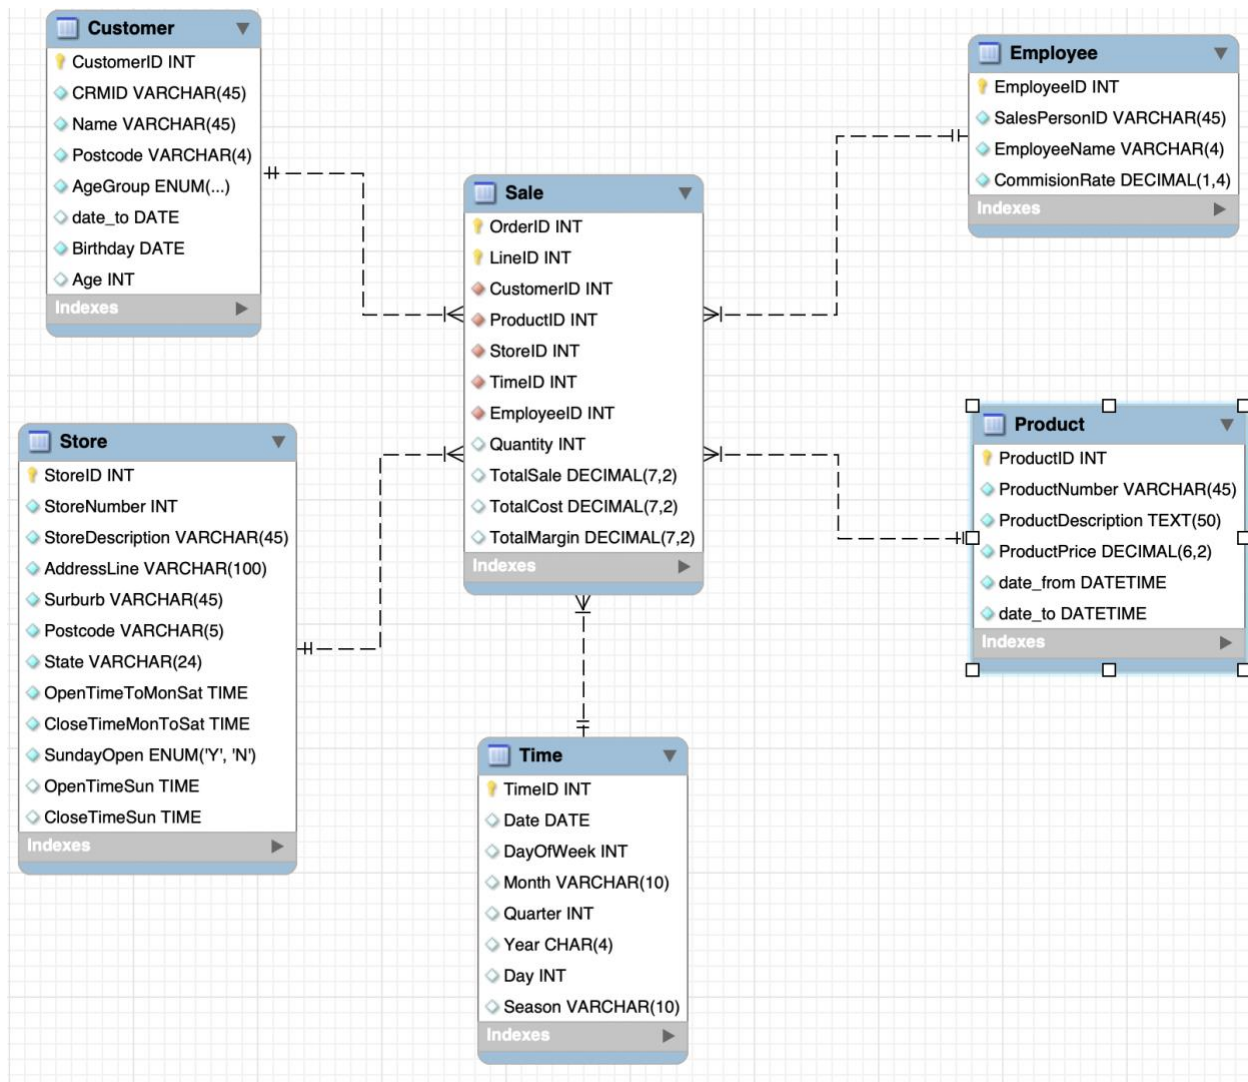 Customer
CustomerID INT
CRMID VARCHAR(45)
Name VARCHAR(45)
Postcode VARCHAR(4)
AgeGroup ENUM(...)
date_to DATE
Birthday DATE
Age INT
Indexes
Employee
EmployeeID INT
SalesPersonID VARCHAR(45)
EmployeeName VARCHAR(4)
CommisionRate DECIMAL(1,4)
Indexes
Sale
OrderID INT
LineID INT
CustomerID INT
ProductID INT
StoreID INT
TimeID INT
EmployeeID INT
Quantity INT
TotalSale DECIMAL(7,2)
TotalCost DECIMAL(7,2)
TotalMargin DECIMAL(7,2)
Indexes
Store
StoreID INT
StoreNumber INT
StoreDescription VARCHAR(45)
AddressLine VARCHAR(100)
Surburb VARCHAR(45)
Postcode VARCHAR(5)
State VARCHAR(24)
OpenTimeToMonSat TIME
CloseTimeMonToSat TIME
SundayOpen ENUM('Y', 'N')
OpenTimeSun TIME
CloseTimeSun TIME
Indexes
Product
ProductID INT
ProductNumber VARCHAR(45)
ProductDescription TEXT(50)
ProductPrice DECIMAL(6,2)
date_from DATETIME
date_to DATETIME
Indexes
Time
TimeID INT
Date DATE
DayOfWeek INT
Month VARCHAR(10)
Quarter INT
Year CHAR(4)
Day INT
Season VARCHAR(10)
Indexes